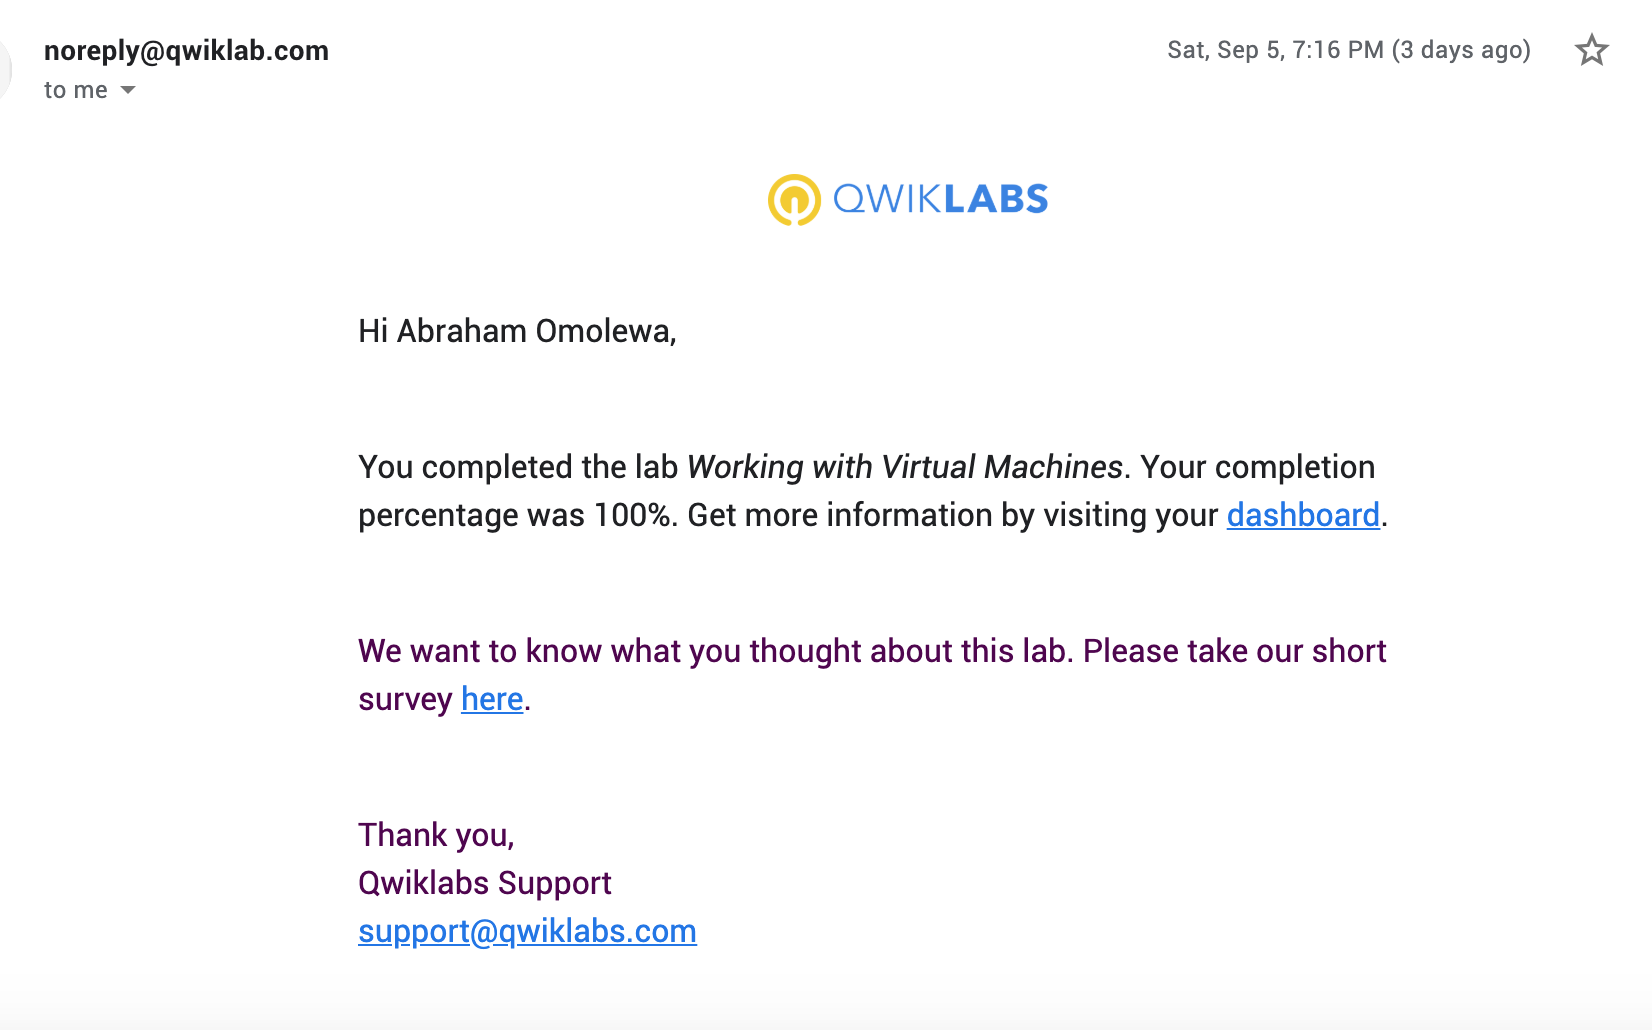 noreply@qwiklab.com
Sat, Sep 5, 7:16 PM (3 days ago)
to me
QWIKLABS
Hi Abraham Omolewa,
You completed the lab Working with Virtual Machines. Your completion
percentage was 100%. Get more information by visiting your dashboard.
We want to know what you thought about this lab. Please take our short
survey here.
Thank you,
Qwiklabs Support
support@qwiklabs.com